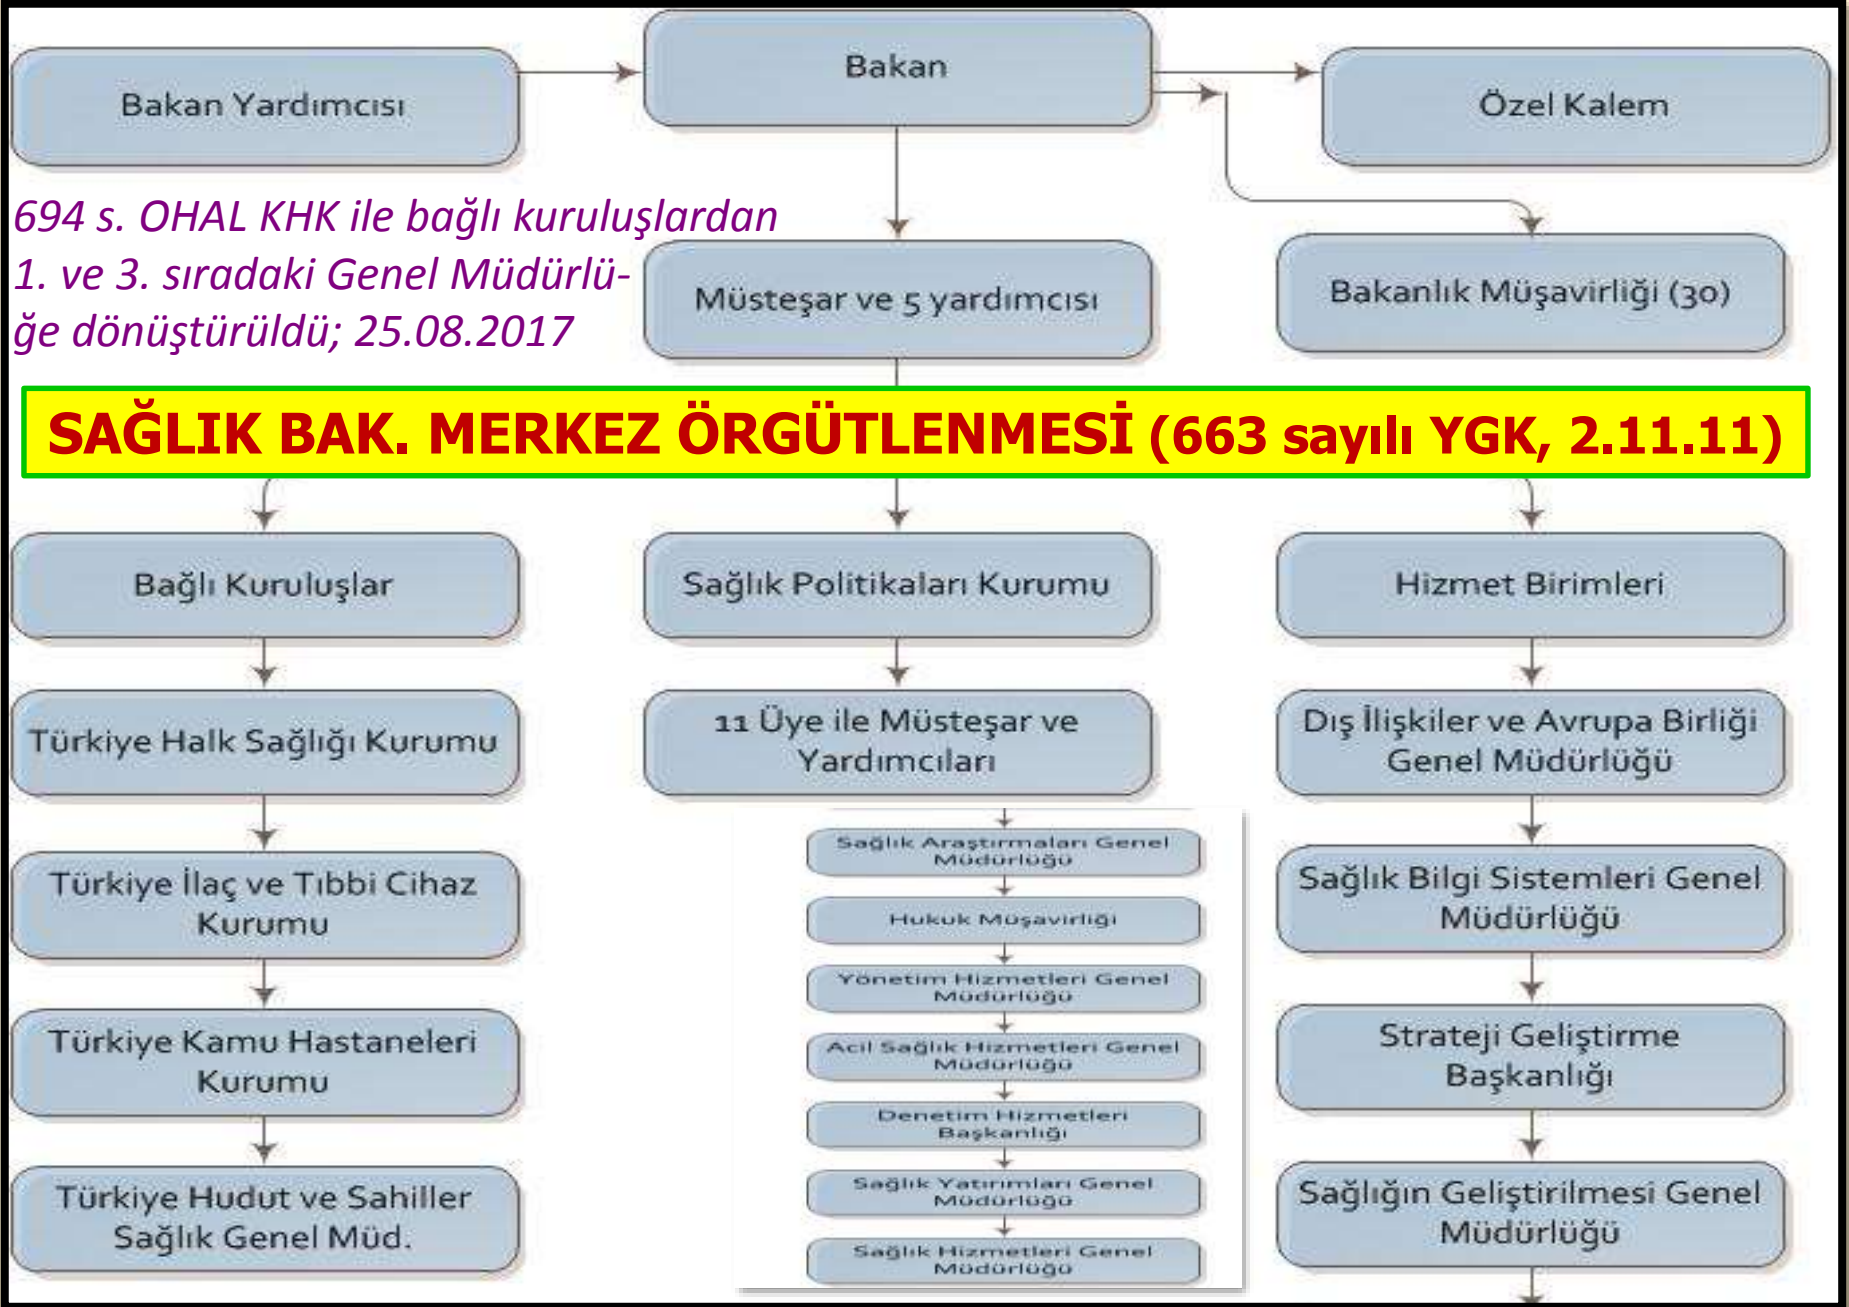 Bakan Yardımcısı
Bakan
Özel Kalem
694 s. OHAL KHK ile bağlı kuruluşlardan
1. ve 3. sıradaki Genel Müdürlü-
ğe dönüştürüldü; 25.08.2017
Müsteşar ve 5 yardımcısı
Bakanlık Müşavirliği (30)
SAĞLIK BAK. MERKEZ ÖRGÜTLENMESİ (663 sayılı YGK, 2.11.11)
Bağlı Kuruluşlar
Türkiye Halk Sağlığı Kurumu
Türkiye İlaç ve Tıbbi Cihaz
Kurumu
Türkiye Kamu Hastaneleri
Kurumu
Türkiye Hudut ve Sahiller
Sağlık Genel Müd.
Sağlık Politikaları Kurumu
11 Üye ile Müsteşar ve
Yardımcıları
Sağlık Araştırmaları Genel
Müdürlüğü
Hukuk Müşavirliği
Yönetim Hizmetleri Genel
Müdürlüğü
Acil Sağlık Hizmetleri Genel
Müdürlüğü
Denetim Hizmetleri
Başkanlığı
Sağlık Yatırımları Genel
Müdürlüğü
Sağlık Hizmetleri Genel
Müdürlüğü
Hizmet Birimleri
Dış İlişkiler ve Avrupa Birliği
Genel Müdürlüğü
Sağlık Bilgi Sistemleri Genel
Müdürlüğü
Strateji Geliştirme
Başkanlığı
Sağlığın Geliştirilmesi Genel
Müdürlüğü